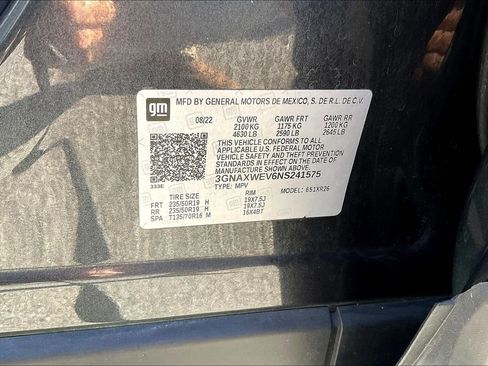 gm
MFD BY GENERAL MOTORS DE MEXICO, S. DE R.L. DE C.V.
08/22 GVWR GAWR FRT GAWR RR
2100 KG 1175 KG 1200 KG
4630 LB 2590 LB 2645 LB
THIS VEHICLE CONFORMS TO ALL
APPLICABLE U.S. FEDERAL MOTOR
VEHICLE SAFETY AND THEFT PREVENTION
STANDARDS IN EFFECT ON THE DATE OF
MANUFACTURE SHOWN ABOVE.
3GNAXWEV6NS241575
333E TYPE: MPV MODEL: 661XR26
RIM
FRT 235/50R19 H 19X7.5J
RR 235/50R19 H 19X7.5J
SPA T135/70R16 M 16X4BT